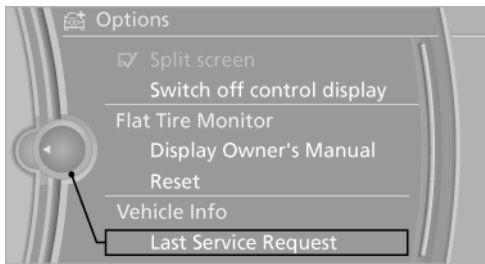 Options
Split screen
Switch off control display
Flat Tire Monitor
Display Owner's Manual
Reset
Vehicle Info
Last Service Request